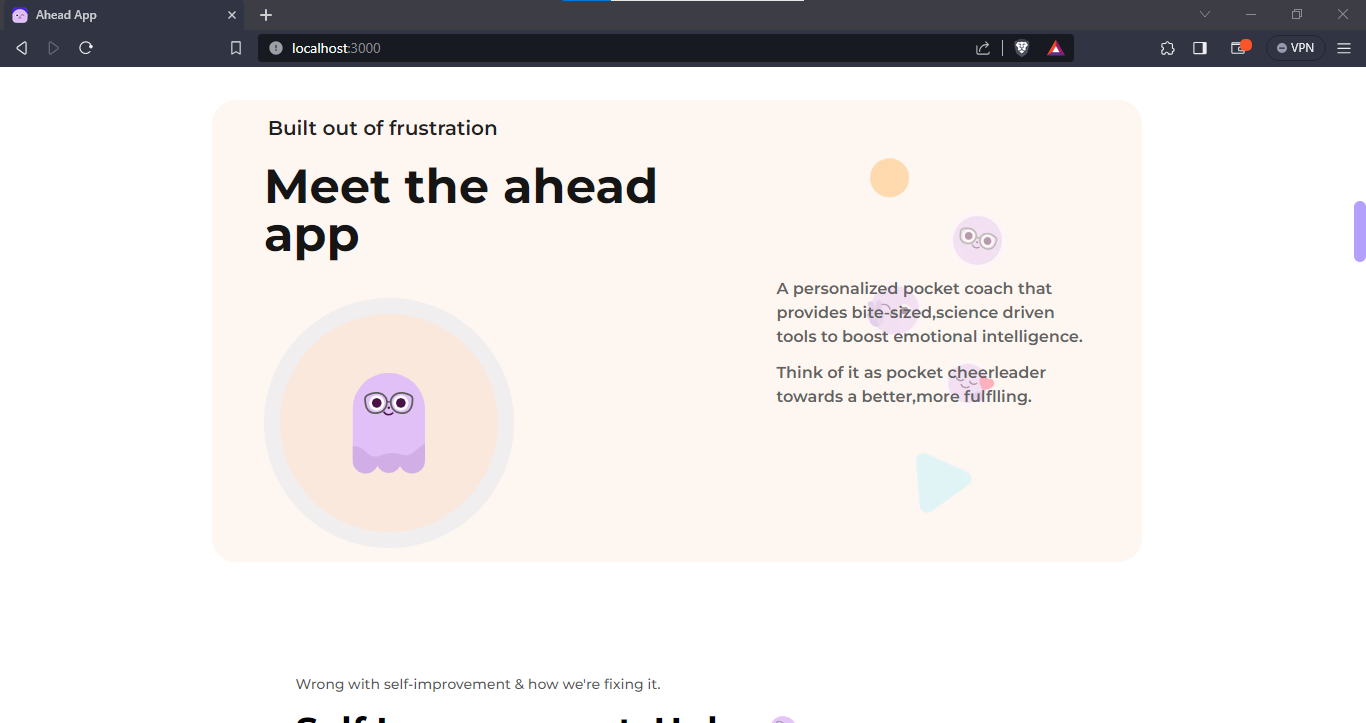 Ahead App
localhost:3000
VPN
Built out of frustration
Meet the ahead
app
A personalized pocket coach that
provides bite-sized,science driven
tools to boost emotional intelligence.
Think of it as pocket cheerleader
towards a better,more fulflling.
Wrong with self-improvement & how we're fixing it.